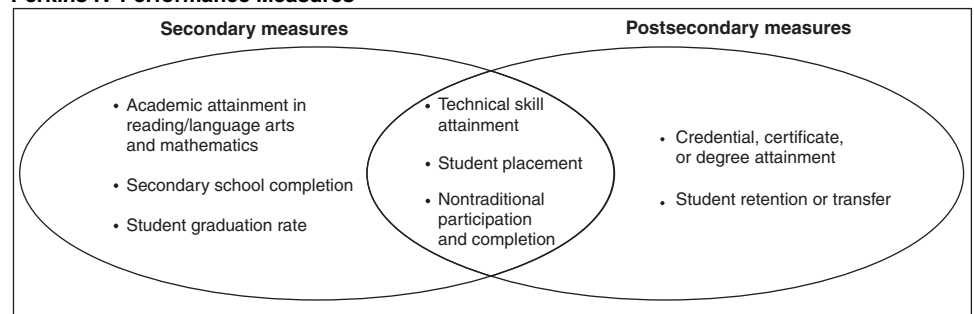 Perkins IV Performance Measures
Secondary measures
Postsecondary measures
• Academic attainment in
reading/language arts
and mathematics
• Secondary school completion
• Student graduation rate
• Technical skill
attainment
• Student placement
• Nontraditional
participation
and completion
• Credential, certificate,
or degree attainment
• Student retention or transfer